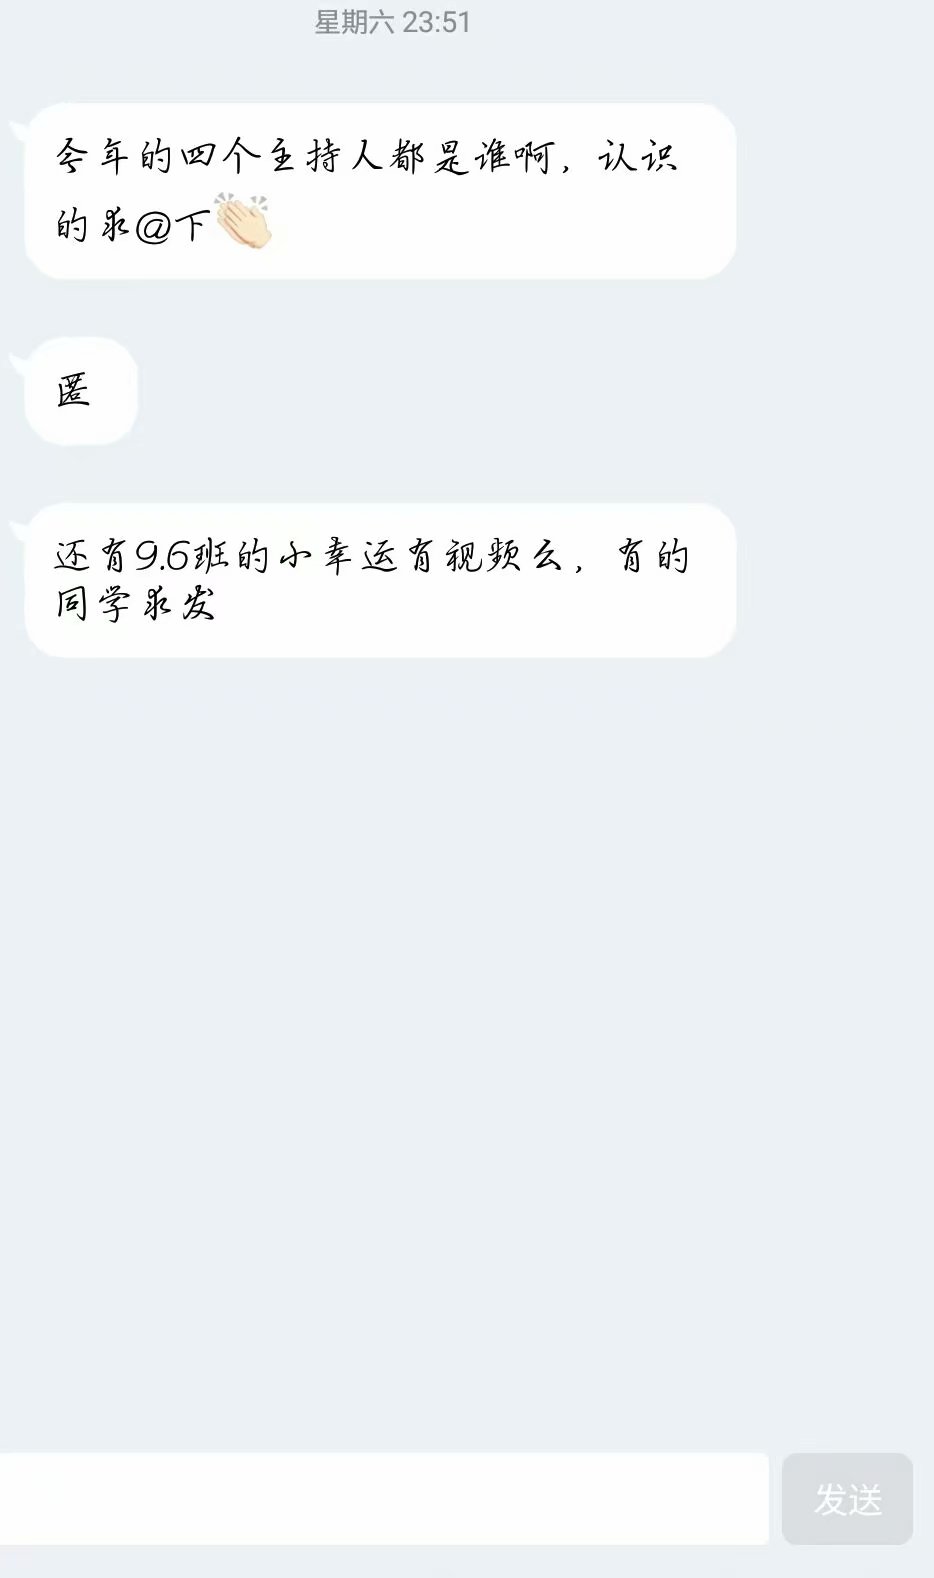 星期六 23:51
今年的四个主持人都是谁啊，认识
的求@下👏🏻
匿
还有9.6班的小幸运有视频么，有的
同学求发
发送